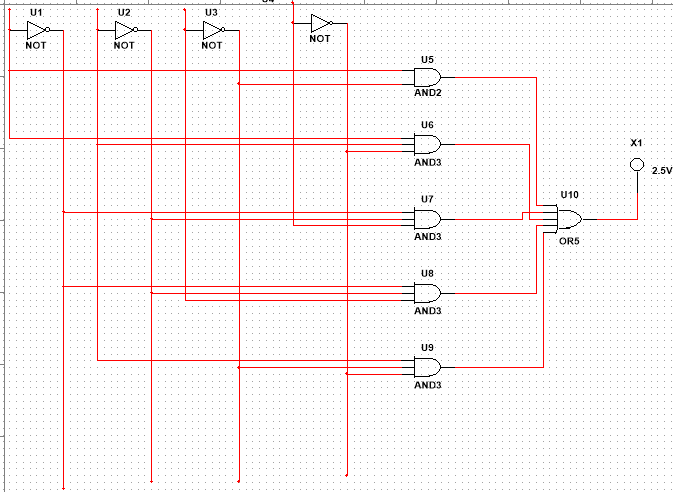 U1 U2 U3
NOT NOT NOT NOT
U5
AND2
U6
AND3
X1
2.5V
U7
AND3
U10
OR5
U8
AND3
U9
AND3